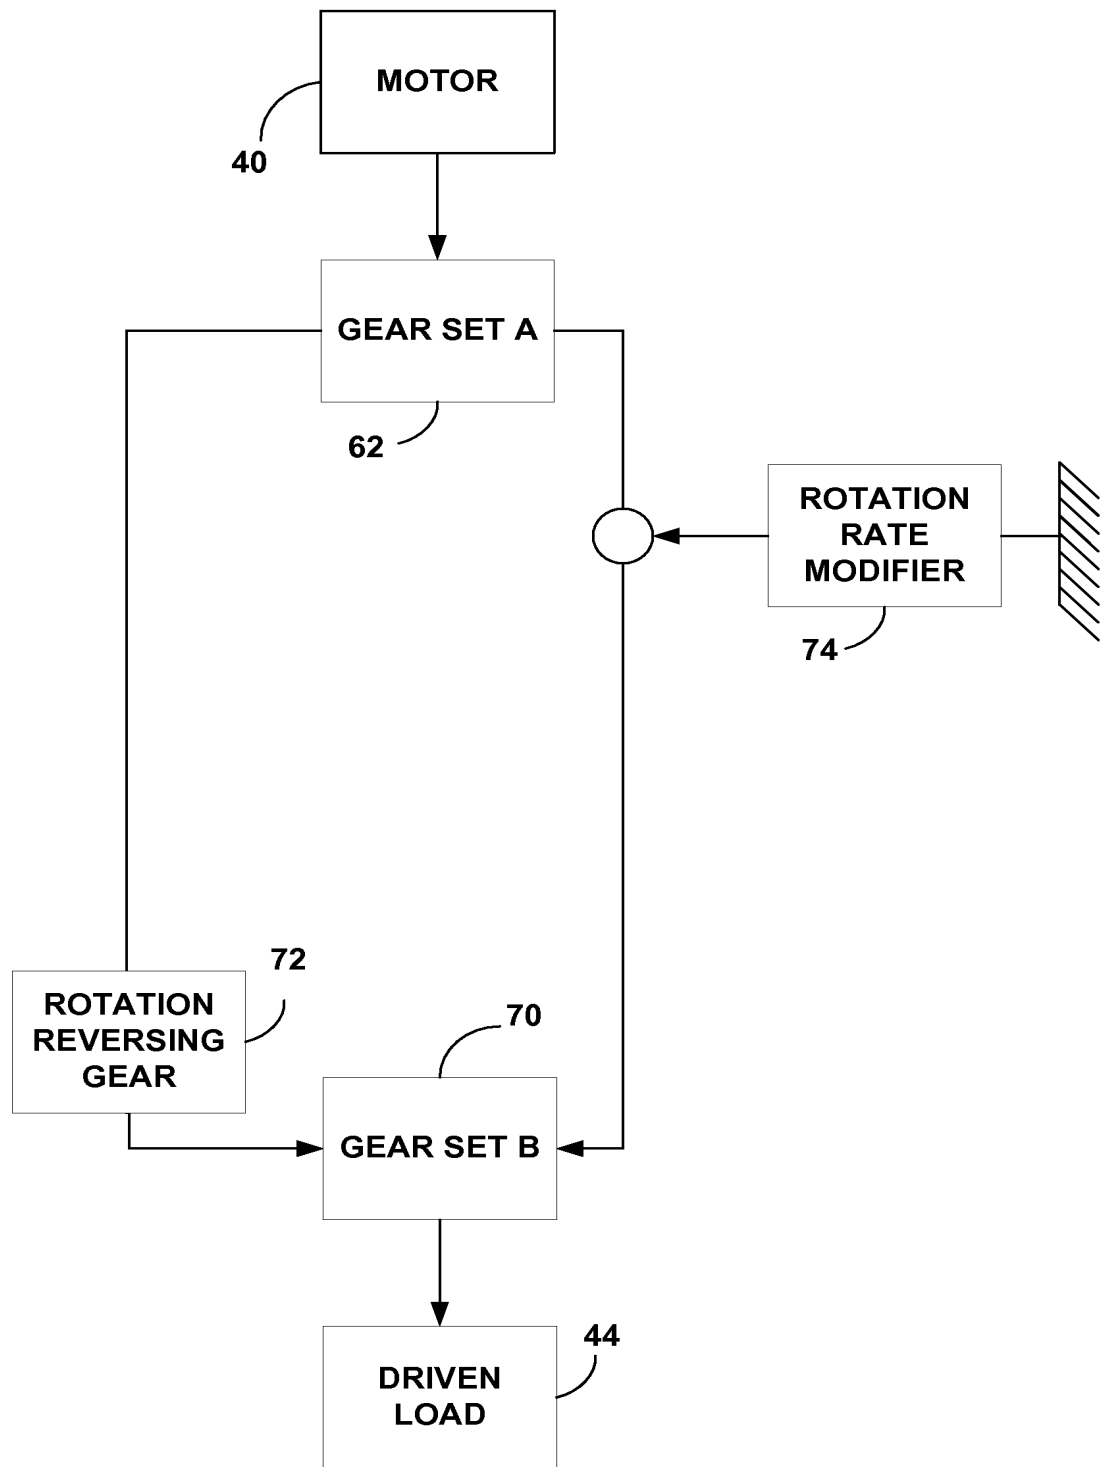 MOTOR
40
GEAR SET A
62
ROTATION
RATE
MODIFIER
74
72
ROTATION
REVERSING
GEAR
70
GEAR SET B
44
DRIVEN
LOAD